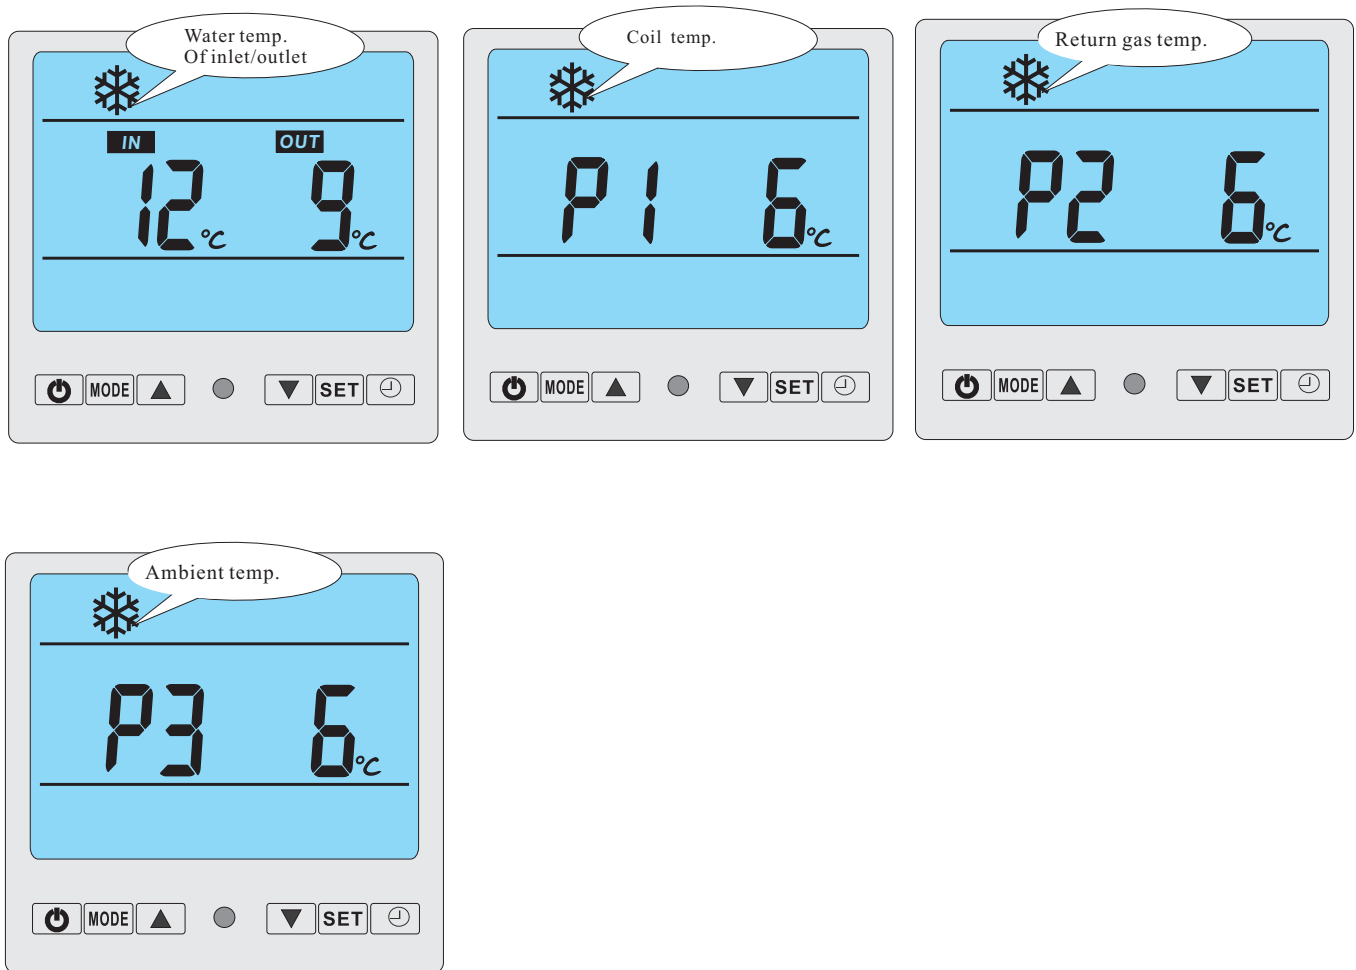 Water temp.
Of inlet/outlet
IN OUT
12 °C 9 °C
MODE SET
Coil temp.
P1 6 °C
MODE SET
Return gas temp.
P2 6 °C
MODE SET
Ambient temp.
P3 6 °C
MODE SET